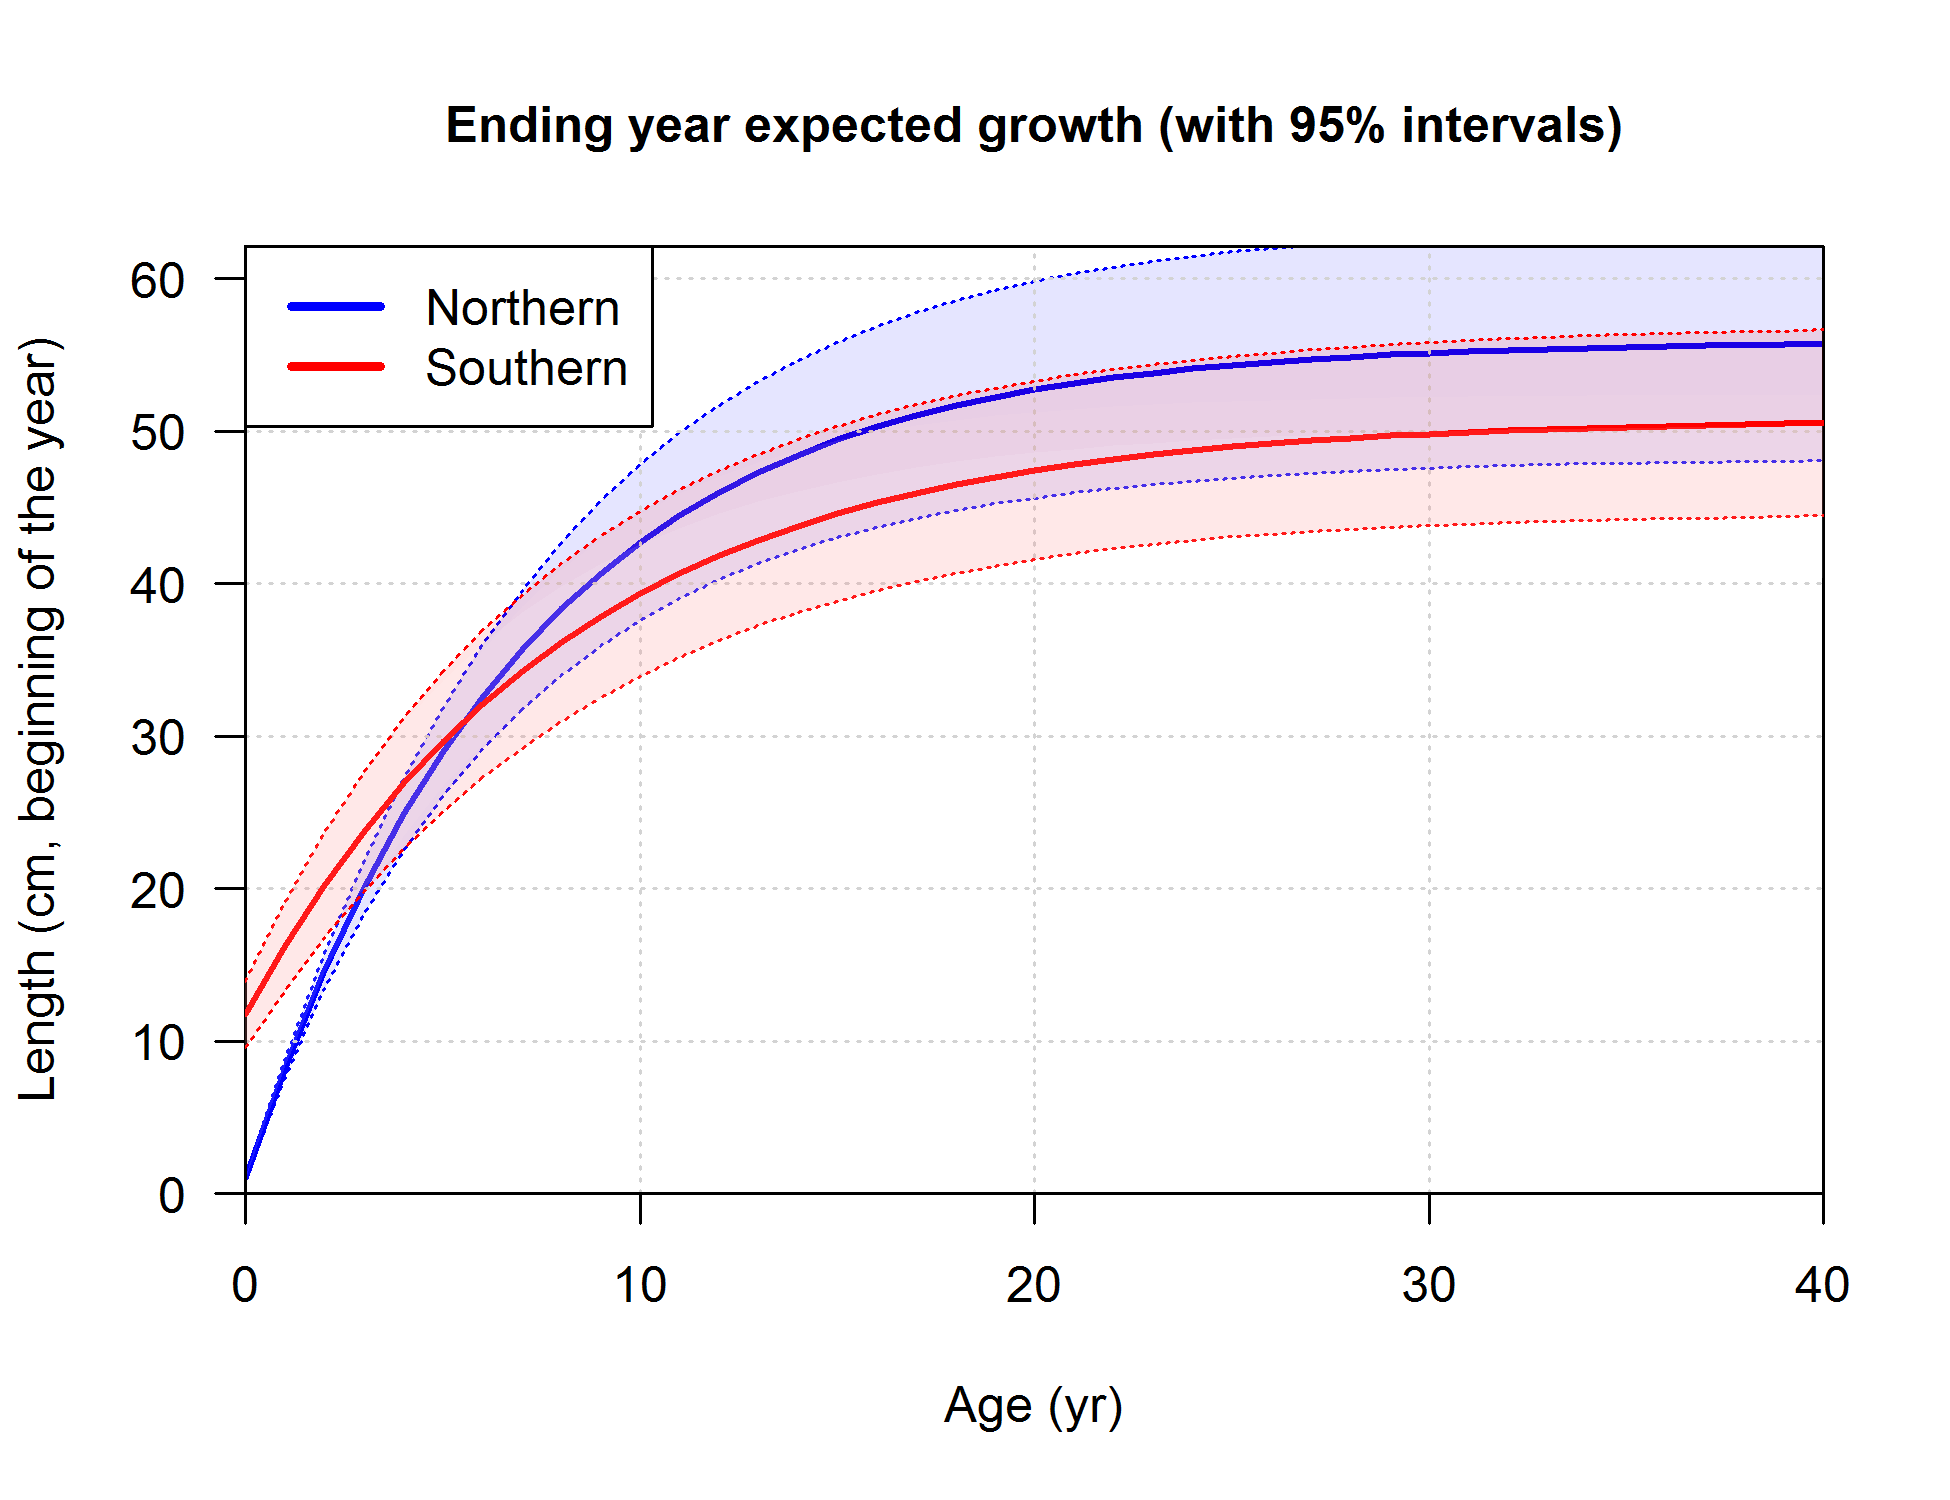 Ending year expected growth (with 95% intervals)
Northern
Southern
Length (cm, beginning of the year)
60
50
40
30
20
10
0
0 10 20 30 40
Age (yr)